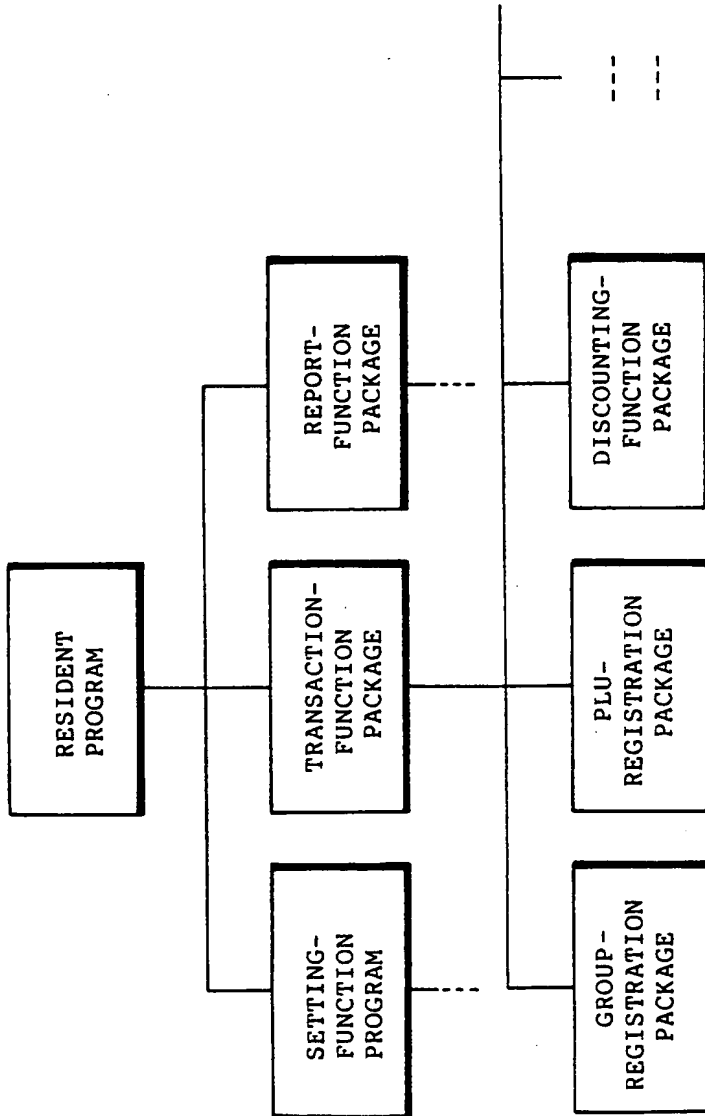 RESIDENT
PROGRAM
SETTING-
FUNCTION
PROGRAM
TRANSACTION-
FUNCTION
PACKAGE
REPORT-
FUNCTION
PACKAGE
GROUP-
REGISTRATION
PACKAGE
PLU-
REGISTRATION
PACKAGE
DISCOUNTING-
FUNCTION
PACKAGE